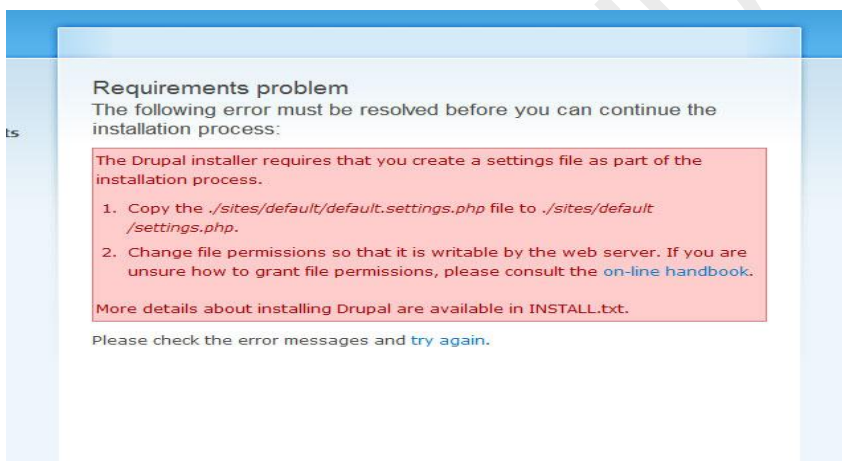 Requirements problem
The following error must be resolved before you can continue the
installation process:
ts
The Drupal installer requires that you create a settings file as part of the
installation process.
1. Copy the ./sites/default/default.settings.php file to ./sites/default
/settings.php.
2. Change file permissions so that it is writable by the web server. If you are
unsure how to grant file permissions, please consult the on-line handbook.
More details about installing Drupal are available in INSTALL.txt.
Please check the error messages and try again.